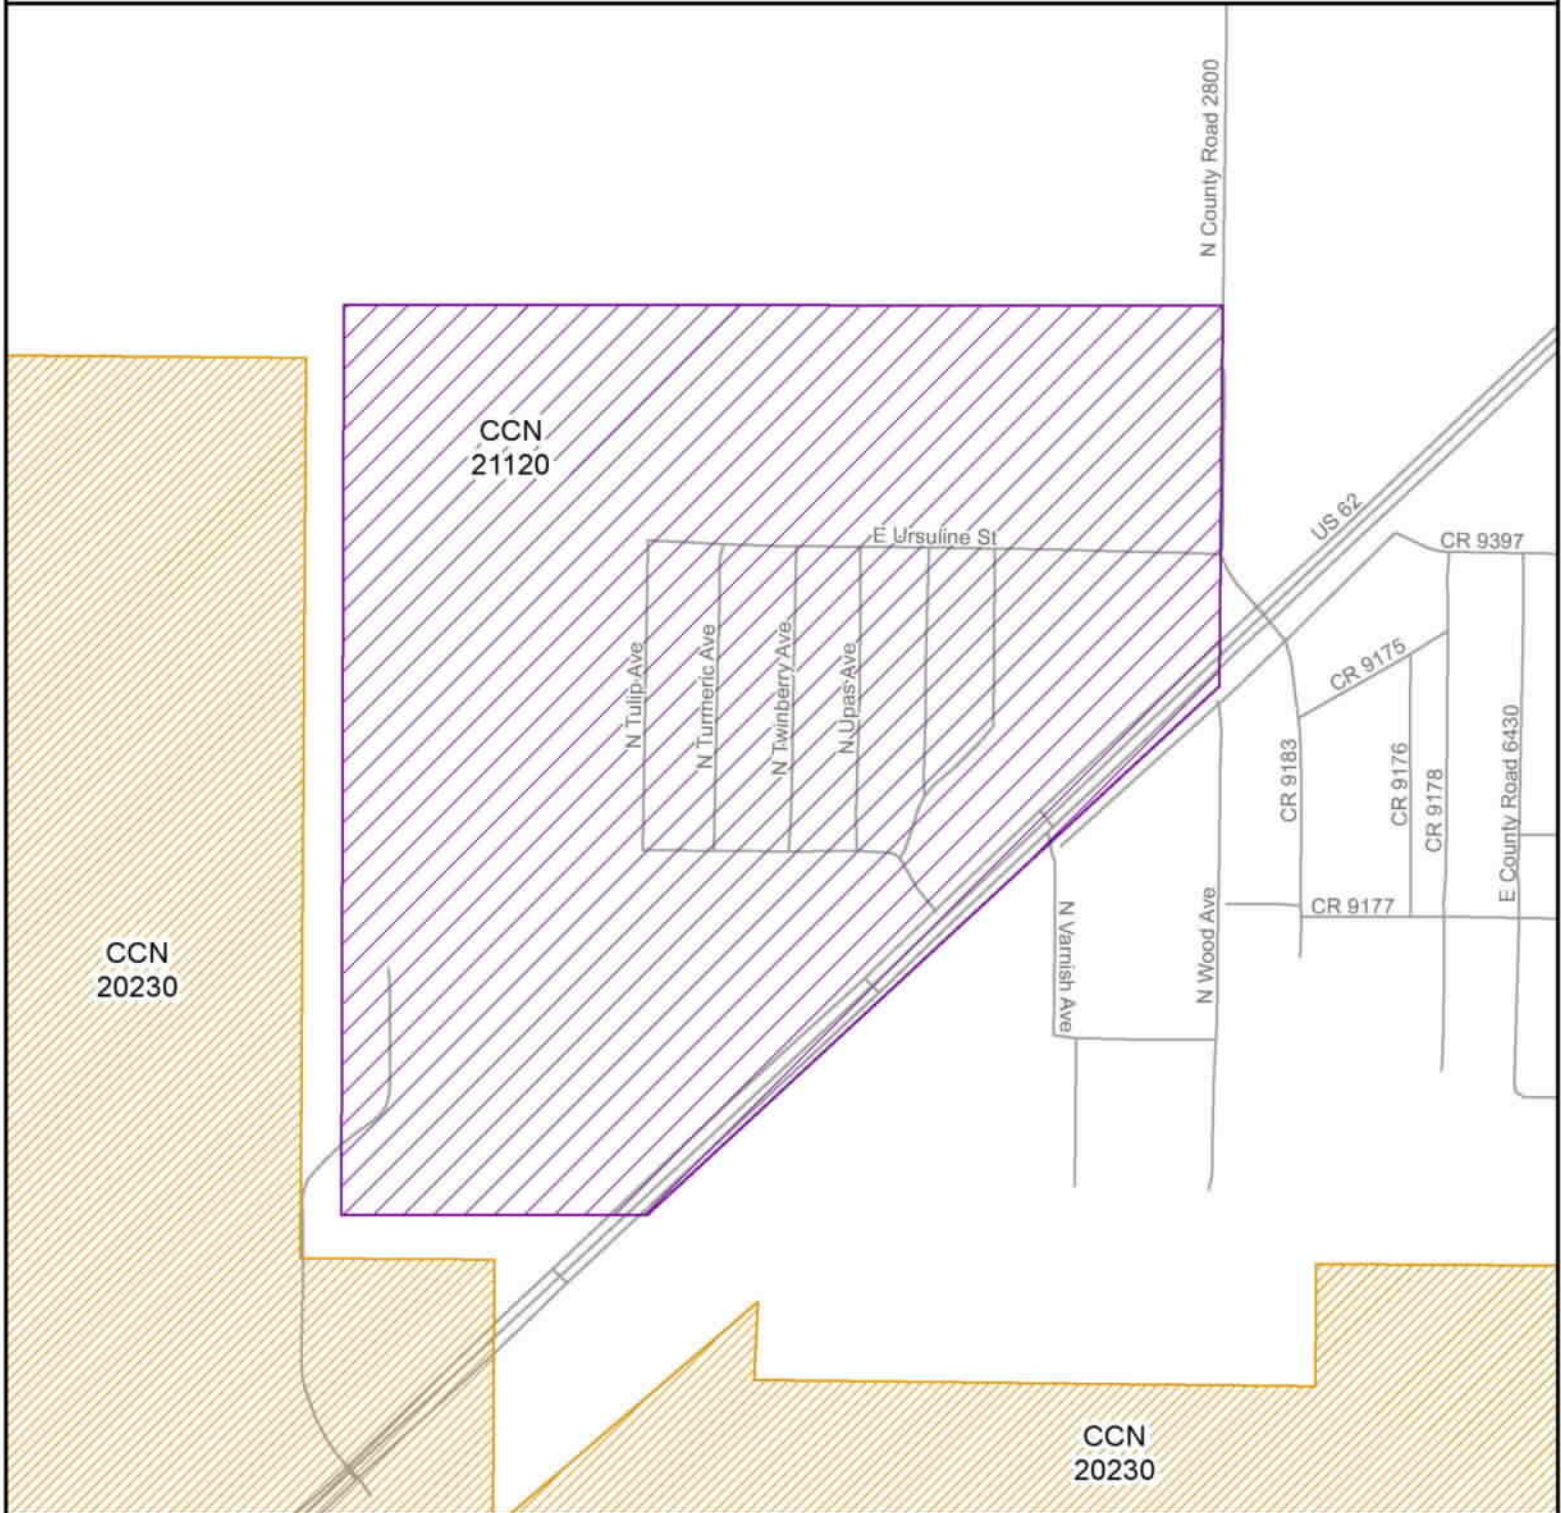 N County Road 2800
CCN
21120
US 62
E Ursuline St
CR 9397
N Tulip Ave
N Turmeric Ave
N Twinberry Ave
N Upas Ave
CR 9175
CR 9183
CR 9176
CR 9178
E County Road 6430
N Varnish Ave
N Wood Ave
CR 9177
CCN
20230
CCN
20230